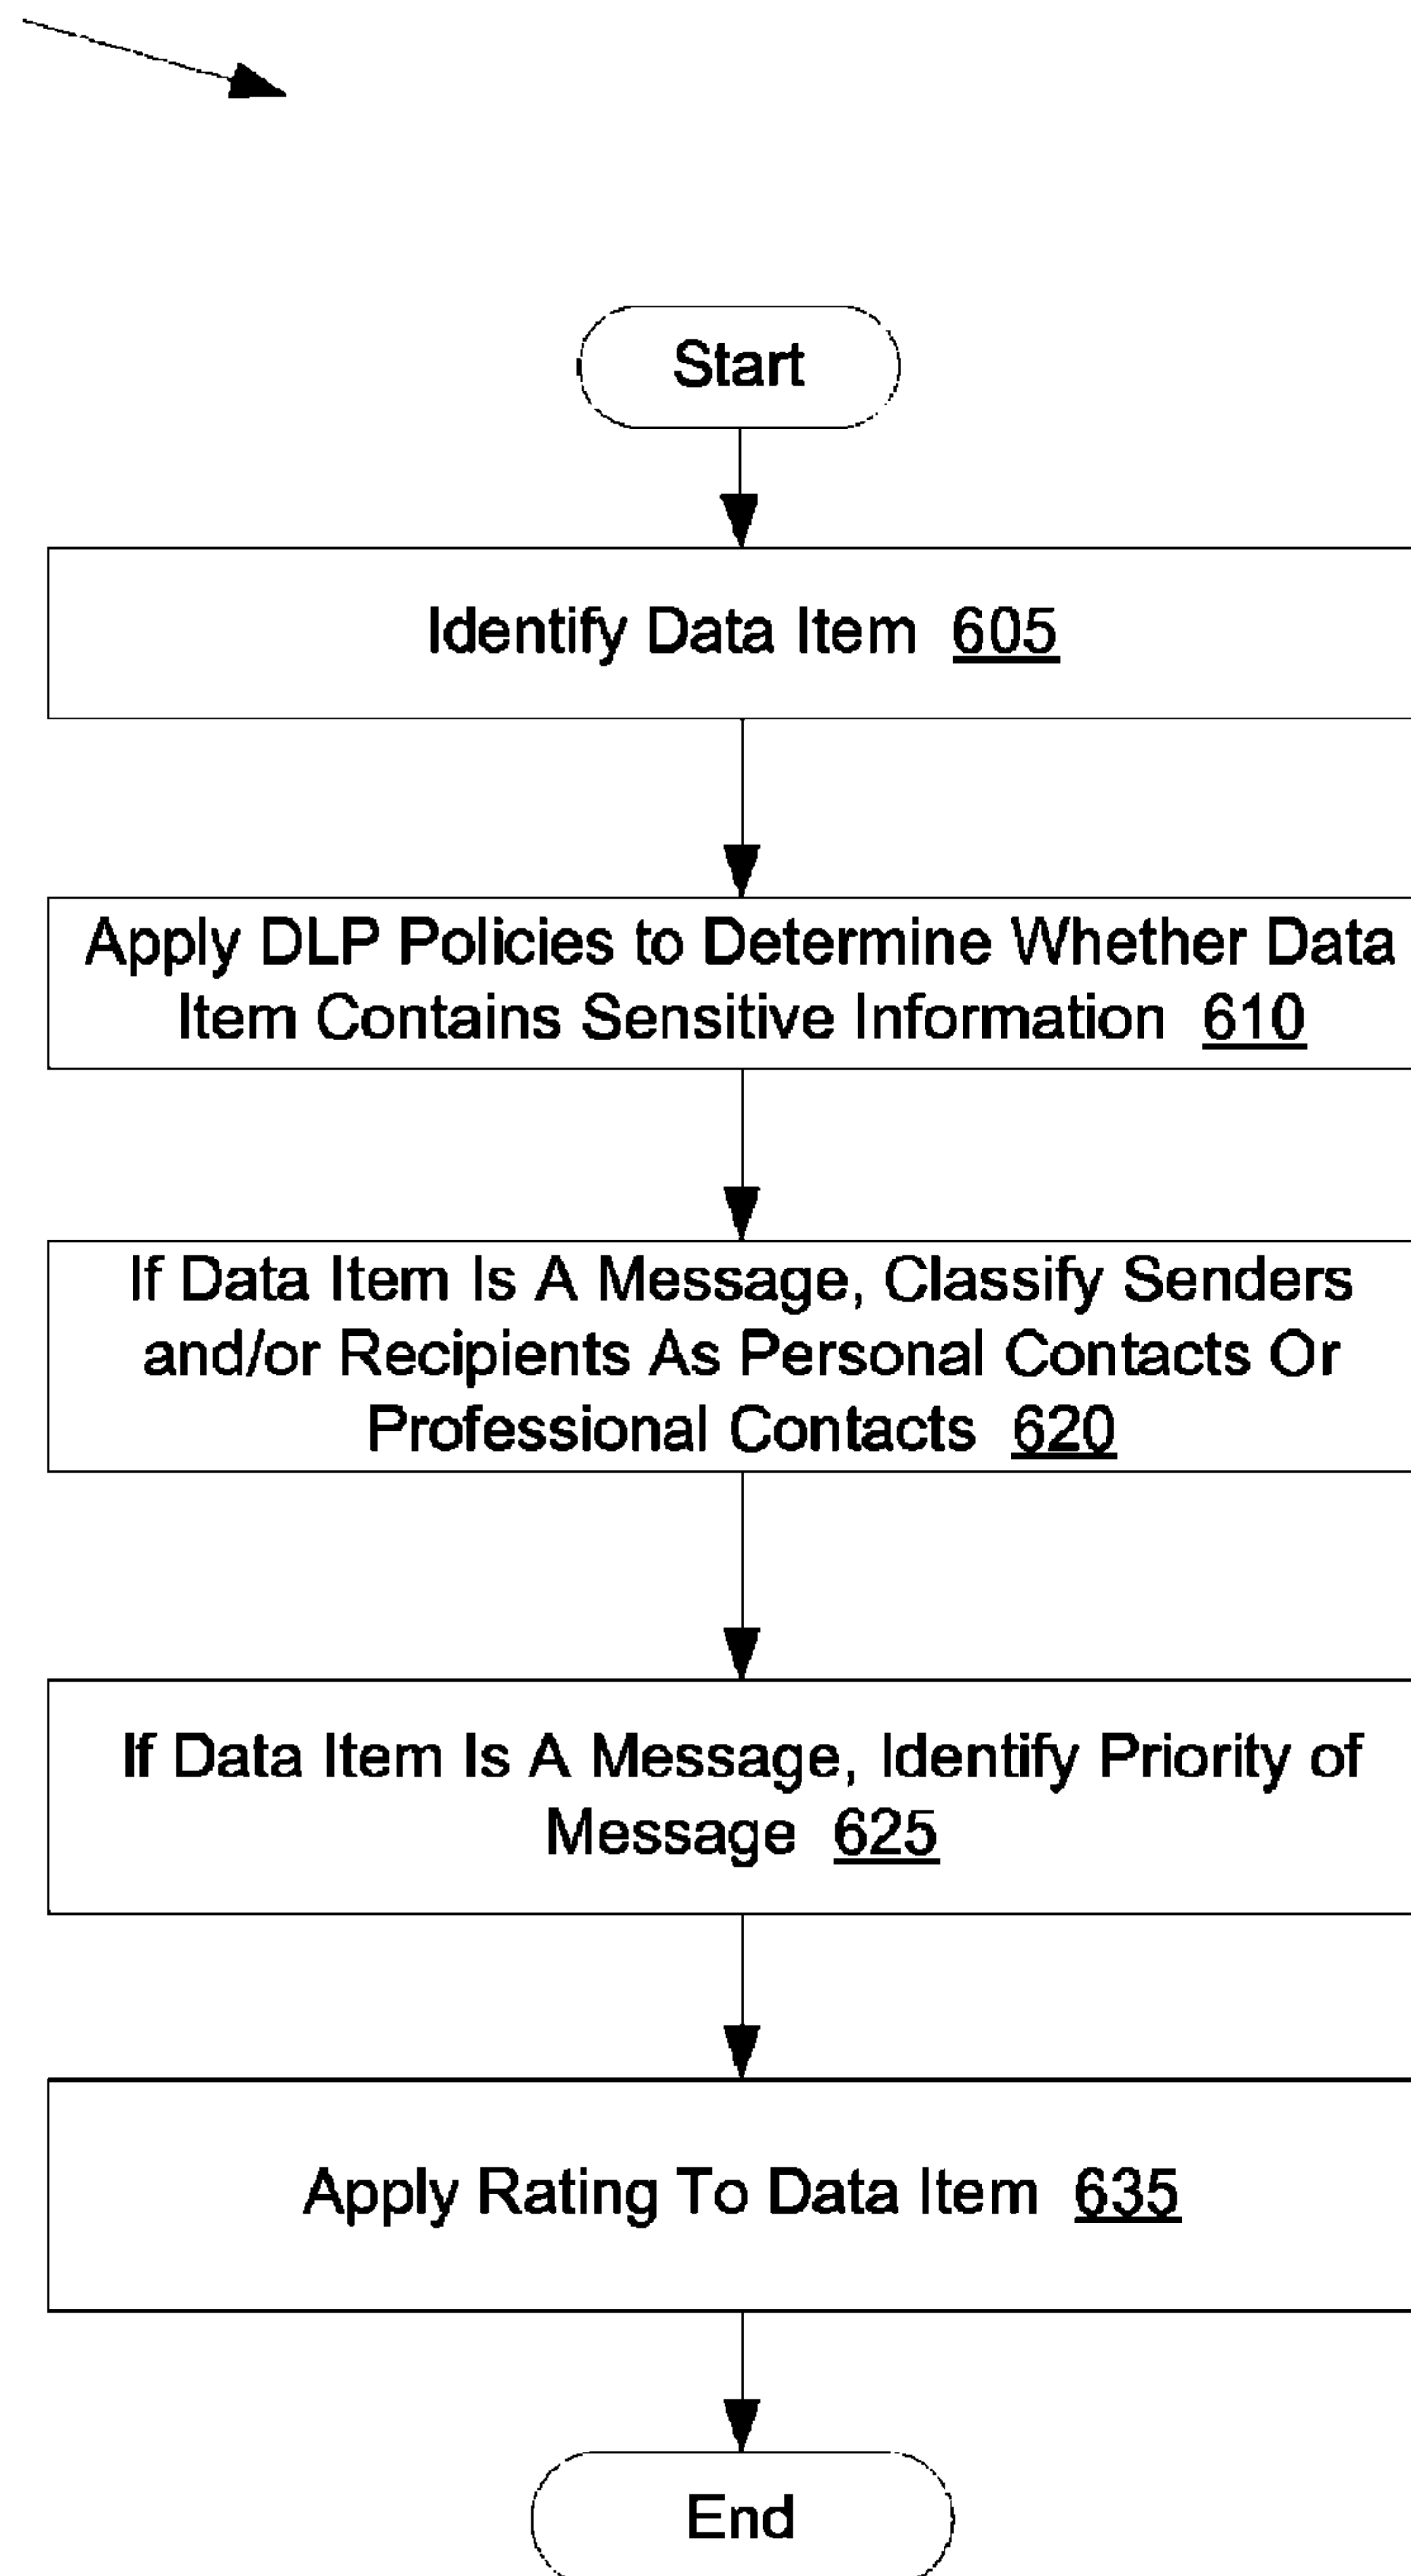 Start
Identify Data Item 605
Apply DLP Policies to Determine Whether Data
Item Contains Sensitive Information 610
If Data Item Is A Message, Classify Senders
and/or Recipients As Personal Contacts Or
Professional Contacts 620
If Data Item Is A Message, Identify Priority of
Message 625
Apply Rating To Data Item 635
End